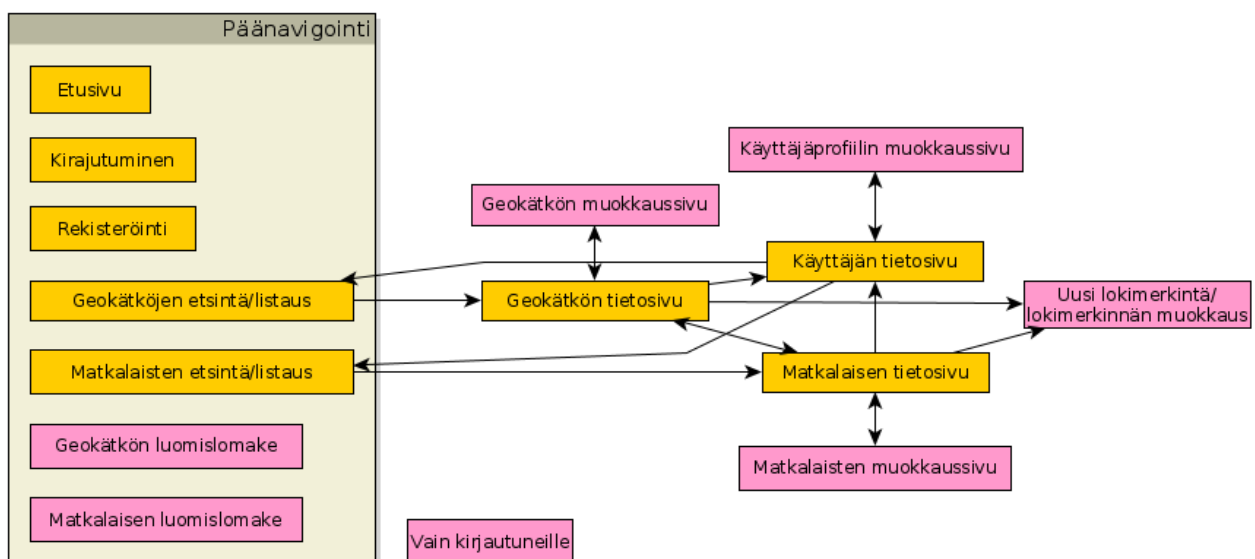 Päänavigointi
Etusivu
Kirajutuminen
Rekisteröinti
Geokätköjen etsintä/listaus
Matkalaisten etsintä/listaus
Geokätkön luomislomake
Matkalaisen luomislomake
Vain kirjautuneille
Geokätkön muokkaussivu
Geokätkön tietosivu
Käyttäjäprofiilin muokkaussivu
Käyttäjän tietosivu
Matkalaisen tietosivu
Matkalaisten muokkaussivu
Uusi lokimerkintä/
lokimerkinnän muokkaus